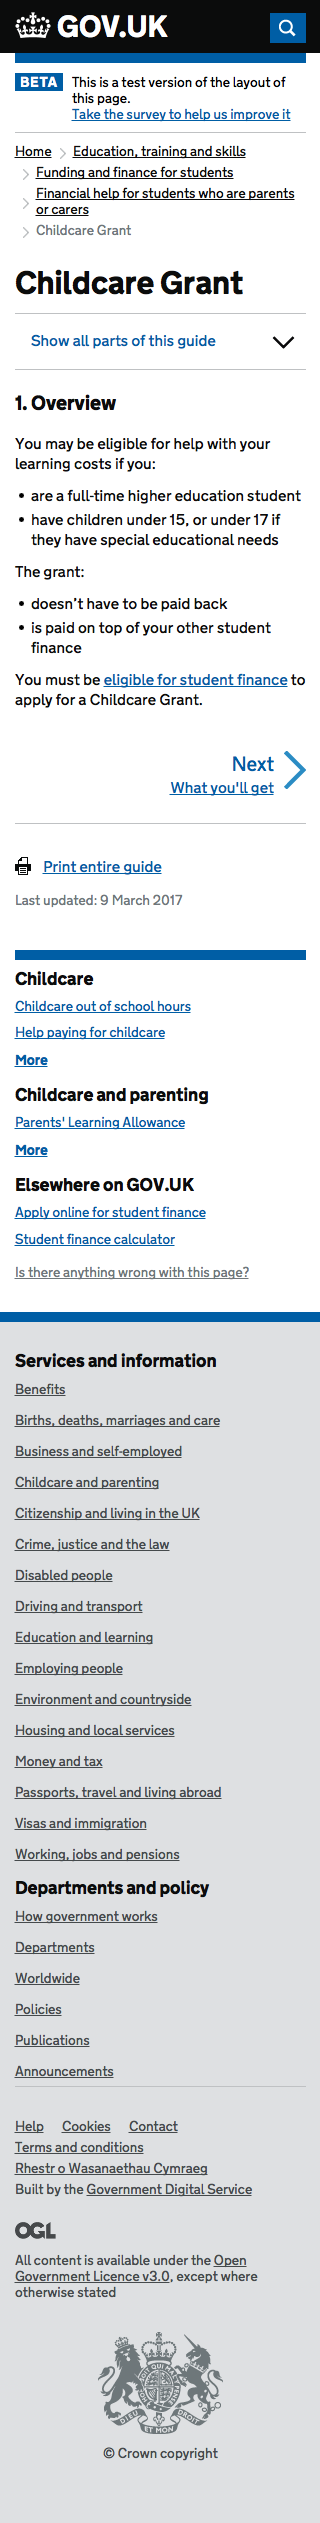 GOV.UK
BETA
This is a test version of the layout of
this page.
Take the survey to help us improve it
Home
Education, training and skills
Funding and finance for students
Financial help for students who are parents
or carers
Childcare Grant
Childcare Grant
Show all parts of this guide
1. Overview
You may be eligible for help with your
learning costs if you:
• are a full-time higher education student
• have children under 15, or under 17 if
they have special educational needs
The grant:
• doesn’t have to be paid back
• is paid on top of your other student
finance
You must be eligible for student finance to
apply for a Childcare Grant.
Next
What you'll get
Print entire guide
Last updated: 9 March 2017
Childcare
Childcare out of school hours
Help paying for childcare
More
Childcare and parenting
Parents' Learning Allowance
More
Elsewhere on GOV.UK
Apply online for student finance
Student finance calculator
Is there anything wrong with this page?
Services and information
Benefits
Births, deaths, marriages and care
Business and self-employed
Childcare and parenting
Citizenship and living in the UK
Crime, justice and the law
Disabled people
Driving and transport
Education and learning
Employing people
Environment and countryside
Housing and local services
Money and tax
Passports, travel and living abroad
Visas and immigration
Working, jobs and pensions
Departments and policy
How government works
Departments
Worldwide
Policies
Publications
Announcements
Help Cookies Contact
Terms and conditions
Rhestr o Wasanaethau Cymraeg
Built by the Government Digital Service
OGL
All content is available under the Open
Government Licence v3.0, except where
otherwise stated
DIEU ET MON
© Crown copyright